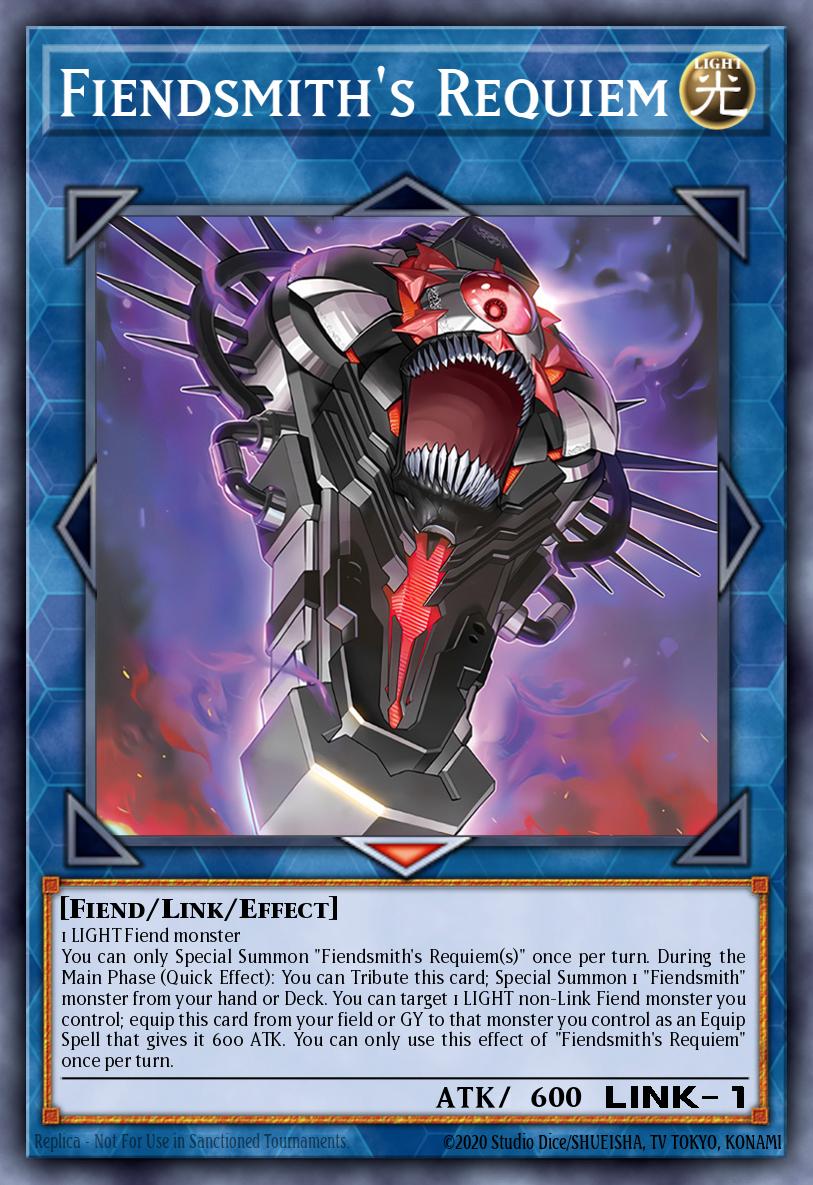 Fiendsmith's Requiem
LIGHT
光
[Fiend/Link/Effect]
1 LIGHT Fiend monster
You can only Special Summon "Fiendsmith's Requiem(s)" once per turn. During the
Main Phase (Quick Effect): You can Tribute this card; Special Summon 1 "Fiendsmith"
monster from your hand or Deck. You can target 1 LIGHT non-Link Fiend monster you
control; equip this card from your field or GY to that monster you control as an Equip
Spell that gives it 600 ATK. You can only use this effect of "Fiendsmith's Requiem"
once per turn.
ATK/ 600 LINK-1
Replica - Not For Use in Sanctioned Tournaments.
©2020 Studio Dice/SHUEISHA, TV TOKYO, KONAMI